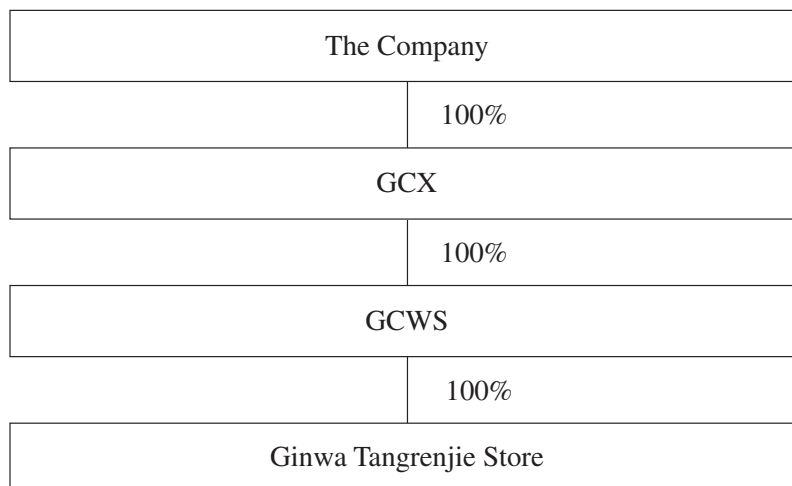 The Company
100%
GCX
100%
GCWS
100%
Ginwa Tangrenjie Store